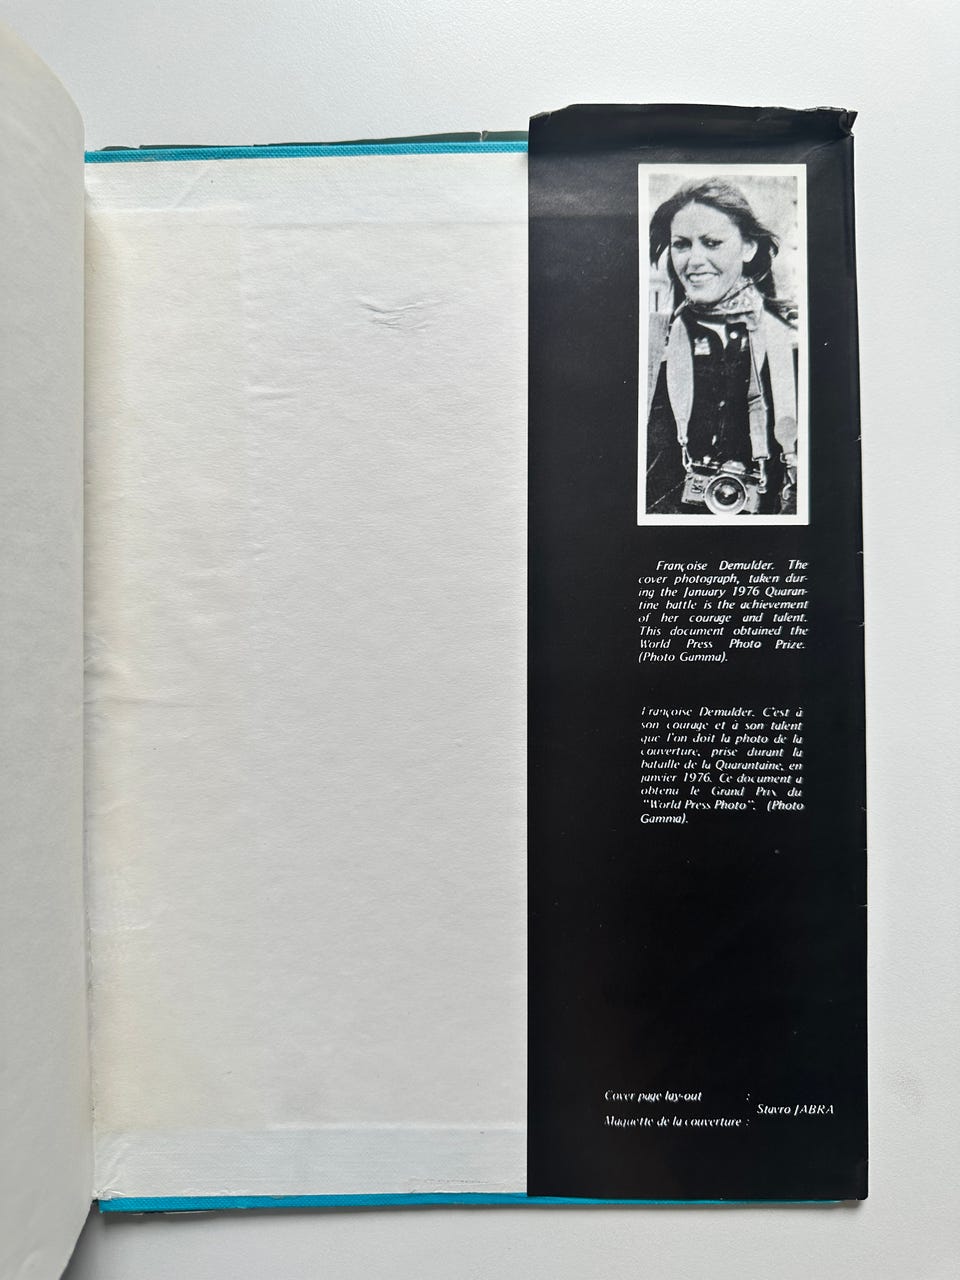 Françoise Demulder. The
cover photograph, taken dur-
ing the January 1976 Quaran-
tine battle is the achievement
of her courage and talent.
This document obtained the
World Press Photo Prize.
(Photo Gamma).
Françoise Demulder. C'est à
son courage et à son talent
que l'on doit la photo de la
couverture, prise durant la
bataille de la Quarantaine, en
janvier 1976. Ce document a
obtenu le Grand Prix du
"World Press Photo". (Photo
Gamma).
Cover page lay-out :
Stavro JABRA
Maquette de la couverture :